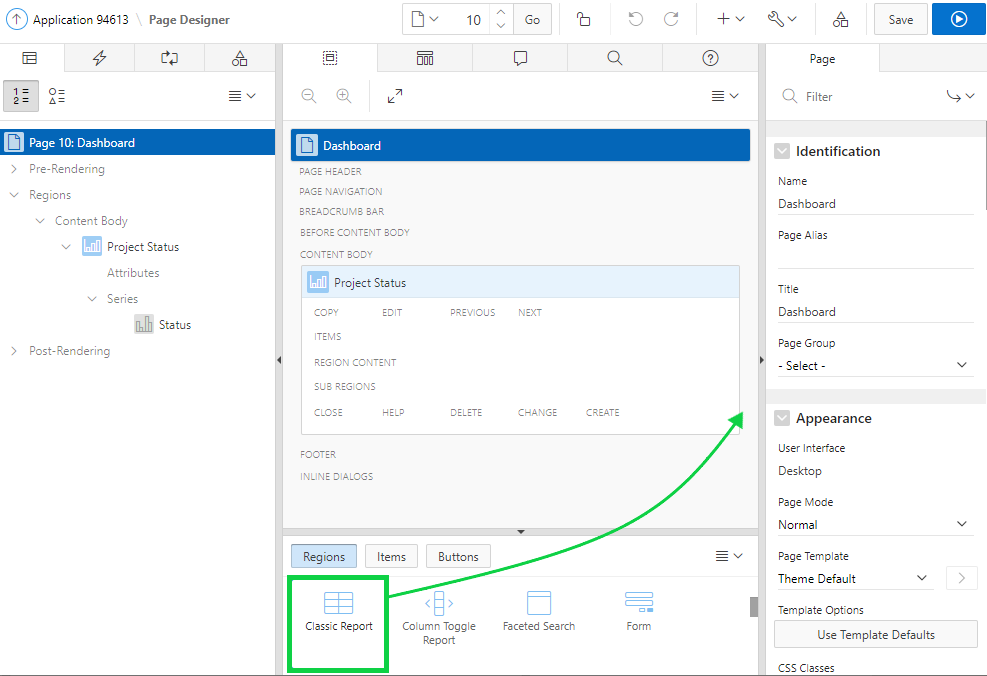 Application 94613 \ Page Designer
10 Go
Save
Page
Filter
Page 10: Dashboard
Pre-Rendering
Regions
Content Body
Project Status
Attributes
Series
Status
Post-Rendering
Dashboard
PAGE HEADER
PAGE NAVIGATION
BREADCRUMB BAR
BEFORE CONTENT BODY
CONTENT BODY
Project Status
COPY EDIT PREVIOUS NEXT
ITEMS
REGION CONTENT
SUB REGIONS
CLOSE HELP DELETE CHANGE CREATE
FOOTER
INLINE DIALOGS
Regions Items Buttons
Classic Report
Column Toggle
Report
Faceted Search
Form
Identification
Name
Dashboard
Page Alias
Title
Dashboard
Page Group
- Select -
Appearance
User Interface
Desktop
Page Mode
Normal
Page Template
Theme Default
Template Options
Use Template Defaults
CSS Classes